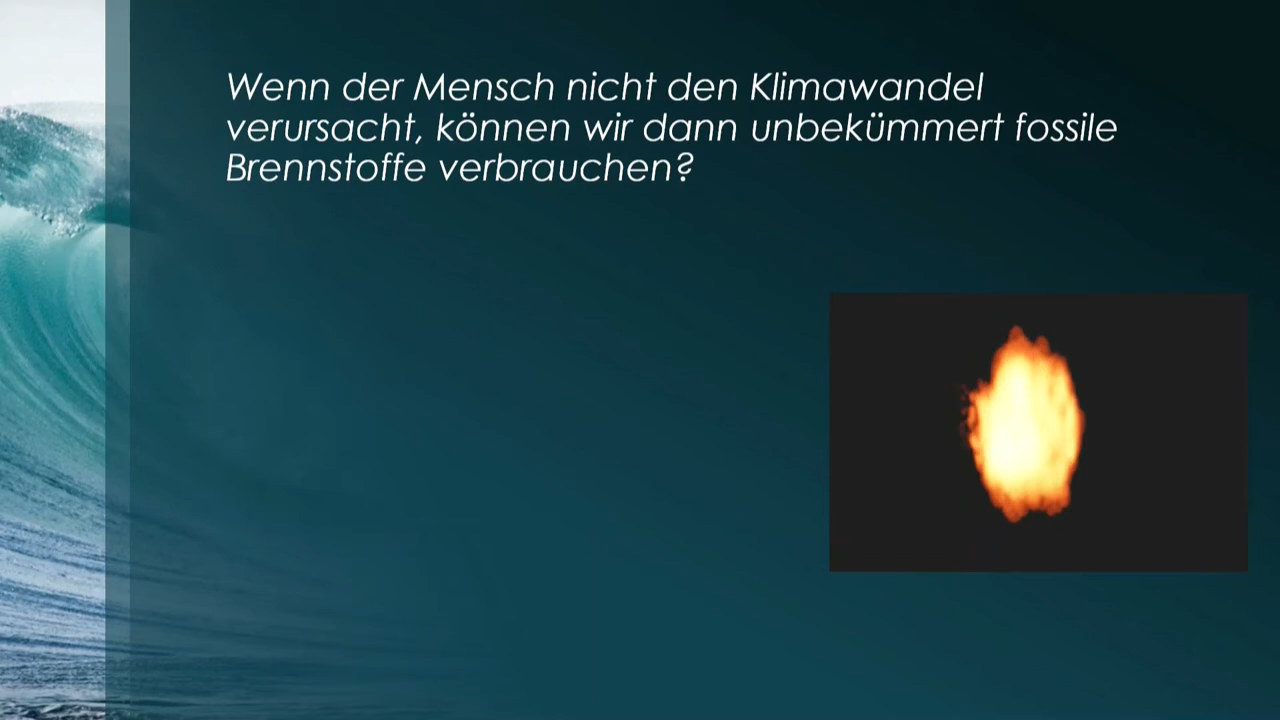 Wenn der Mensch nicht den Klimawandel
verursacht, können wir dann unbekümmert fossile
Brennstoffe verbrauchen?